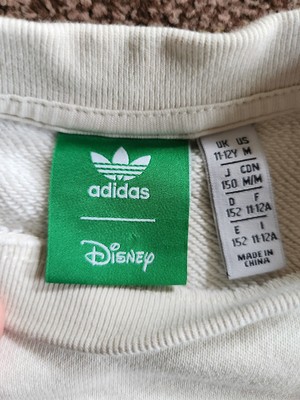 adidas
Disney
UK US
11-12Y M
J CDN
150 M/M
D F
152 11-12A
E I
152 11-12A
MADE IN
CHINA